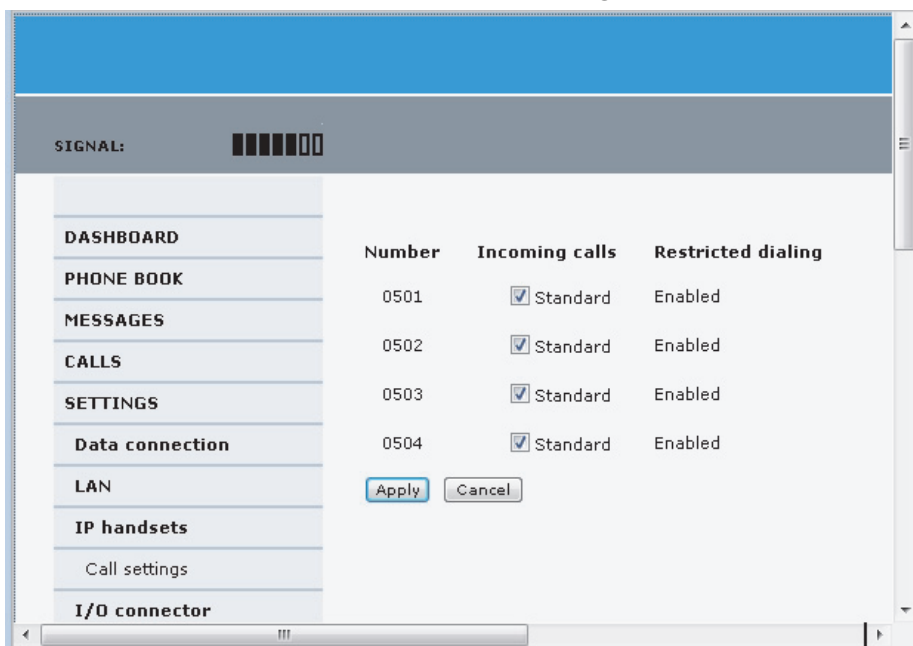 SIGNAL:
DASHBOARD
PHONE BOOK
MESSAGES
CALLS
SETTINGS
Data connection
LAN
IP handsets
Call settings
I/O connector
Number Incoming calls Restricted dialing
0501 Standard Enabled
0502 Standard Enabled
0503 Standard Enabled
0504 Standard Enabled
Apply Cancel